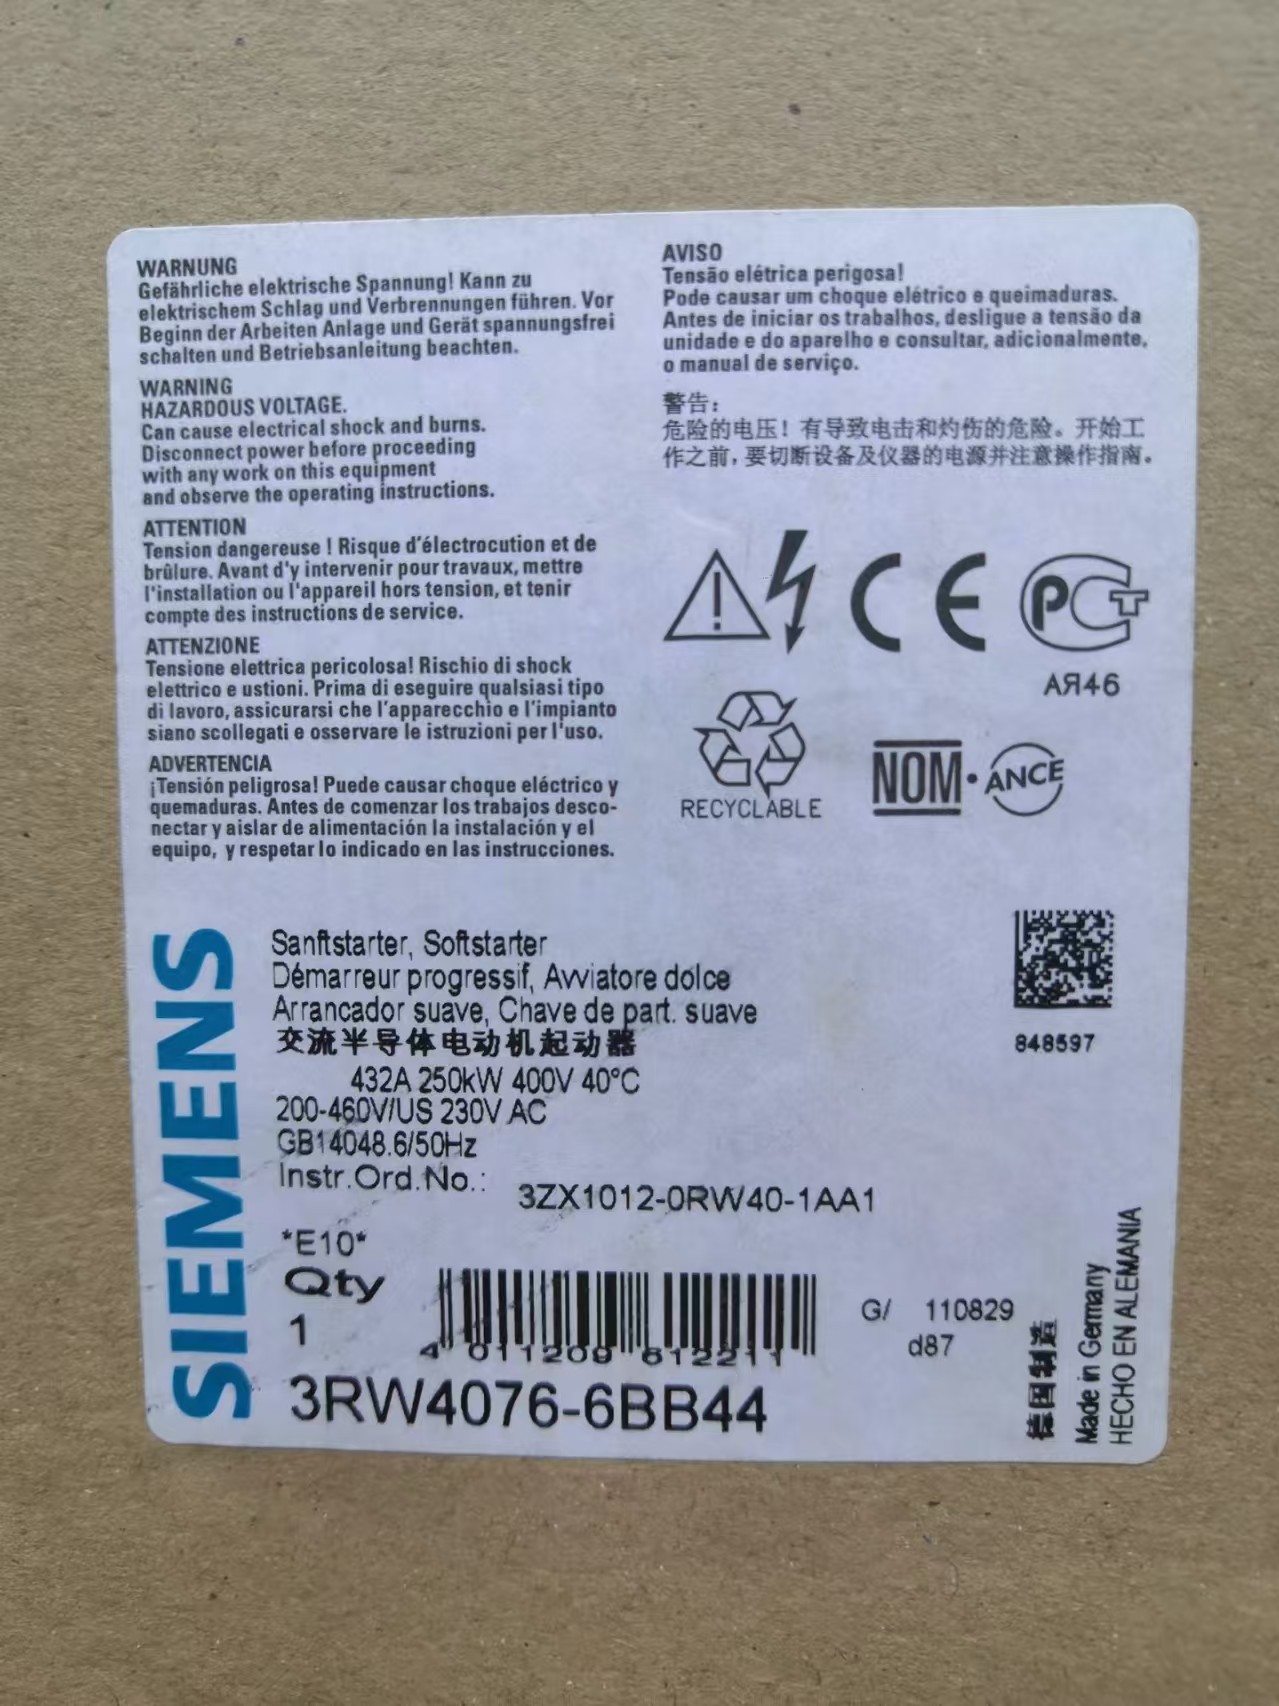 WARNUNG
Gefährliche elektrische Spannung! Kann zu
elektrischem Schlag und Verbrennungen führen. Vor
Beginn der Arbeiten Anlage und Gerät spannungsfrei
schalten und Betriebsanleitung beachten.
WARNING
HAZARDOUS VOLTAGE.
Can cause electrical shock and burns.
Disconnect power before proceeding
with any work on this equipment
and observe the operating instructions.
ATTENTION
Tension dangereuse ! Risque d'électrocution et de
brûlure. Avant d'y intervenir pour travaux, mettre
l'installation ou l'appareil hors tension, et tenir
compte des instructions de service.
ATTENZIONE
Tensione elettrica pericolosa! Rischio di shock
elettrico e ustioni. Prima di eseguire qualsiasi tipo
di lavoro, assicurarsi che l'apparecchio e l'impianto
siano scollegati e osservare le istruzioni per l'uso.
ADVERTENCIA
¡Tensión peligrosa! Puede causar choque eléctrico y
quemaduras. Antes de comenzar los trabajos desco-
nectar y aislar de alimentación la instalación y el
equipo, y respetar lo indicado en las instrucciones.
AVISO
Tensão elétrica perigosa!
Pode causar um choque elétrico e queimaduras.
Antes de iniciar os trabalhos, desligue a tensão da
unidade e do aparelho e consultar, adicionalmente,
o manual de serviço.
警告:
危险的电压! 有导致电击和灼伤的危险。开始工
作之前, 要切断设备及仪器的电源并注意操作指南。
CE
PCT
АЯ46
RECYCLABLE
NOM·ANCE
SIEMENS
Sanftstarter, Softstarter
Démarreur progressif, Avviatore dolce
Arrancador suave, Chave de part. suave
交流半导体电动机起动器
432A 250kW 400V 40°C
200-460V/US 230V AC
GB14048.6/50Hz
Instr.Ord.No.: 3ZX1012-0RW40-1AA1
848597
*E10*
Qty
1
4 011209 612211
3RW4076-6BB44
G/ 110829
d87
德国制造
Made in Germany
HECHO EN ALEMANIA